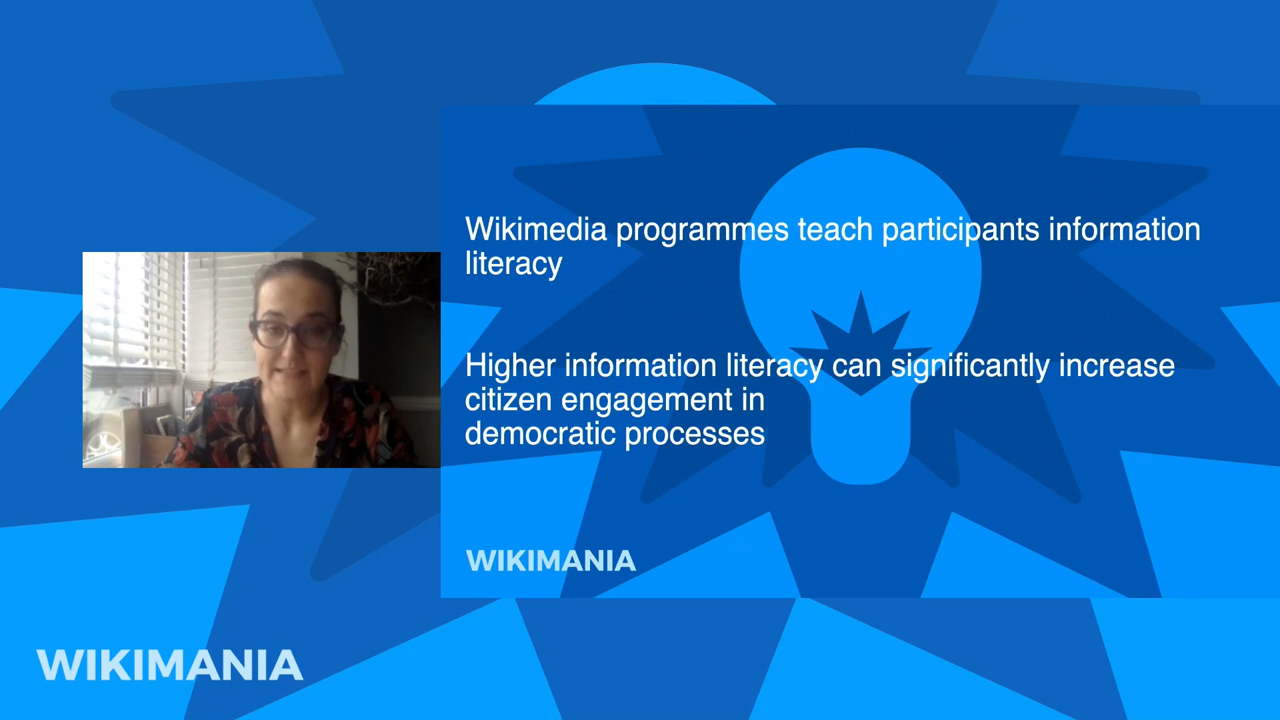 Wikimedia programmes teach participants information
literacy
Higher information literacy can significantly increase
citizen engagement in
democratic processes
WIKIMANIA
WIKIMANIA